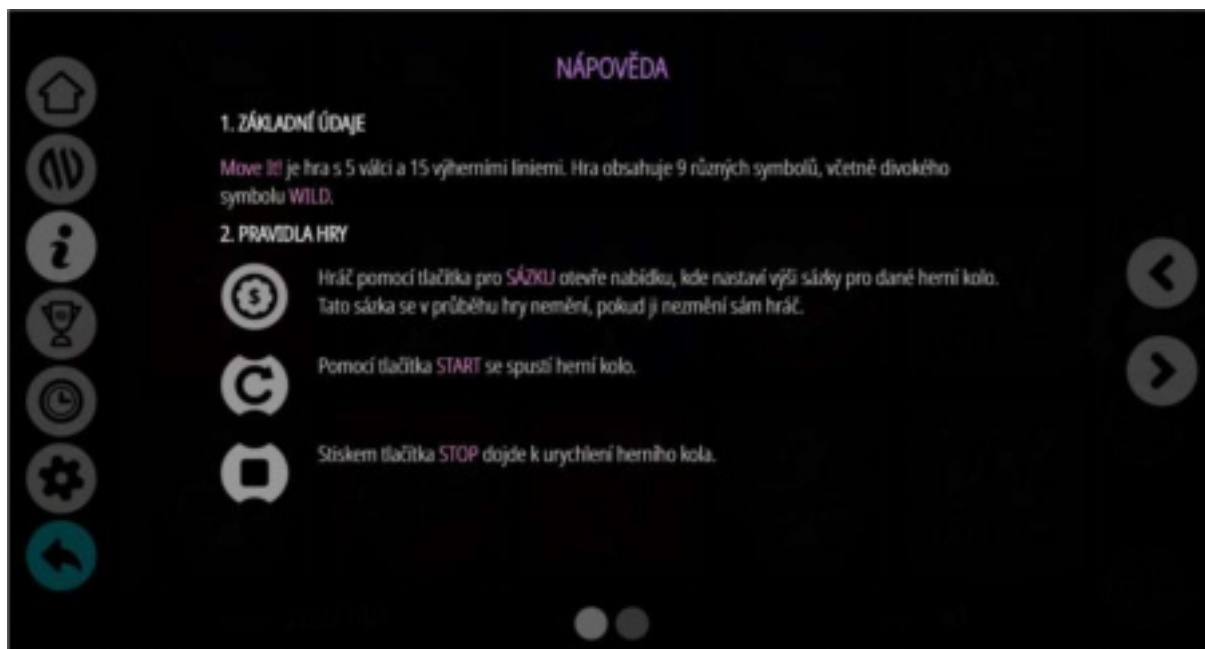 NÁPOVĚDA
1. ZÁKLADNÍ ÚDAJE
Move It! je hra s 5 válci a 15 výherními liniemi. Hra obsahuje 9 různých symbolů, včetně divokého
symbolu WILD.
2. PRAVIDLA HRY
Hráč pomocí tlačítka pro SÁZKU otevře nabídku, kde nastaví výši sázky pro dané herní kolo.
Tato sázka se v průběhu hry nemění, pokud ji nezmění sám hráč.
Pomocí tlačítka START se spustí herní kolo.
Stiskem tlačítka STOP dojde k urychlení herního kola.